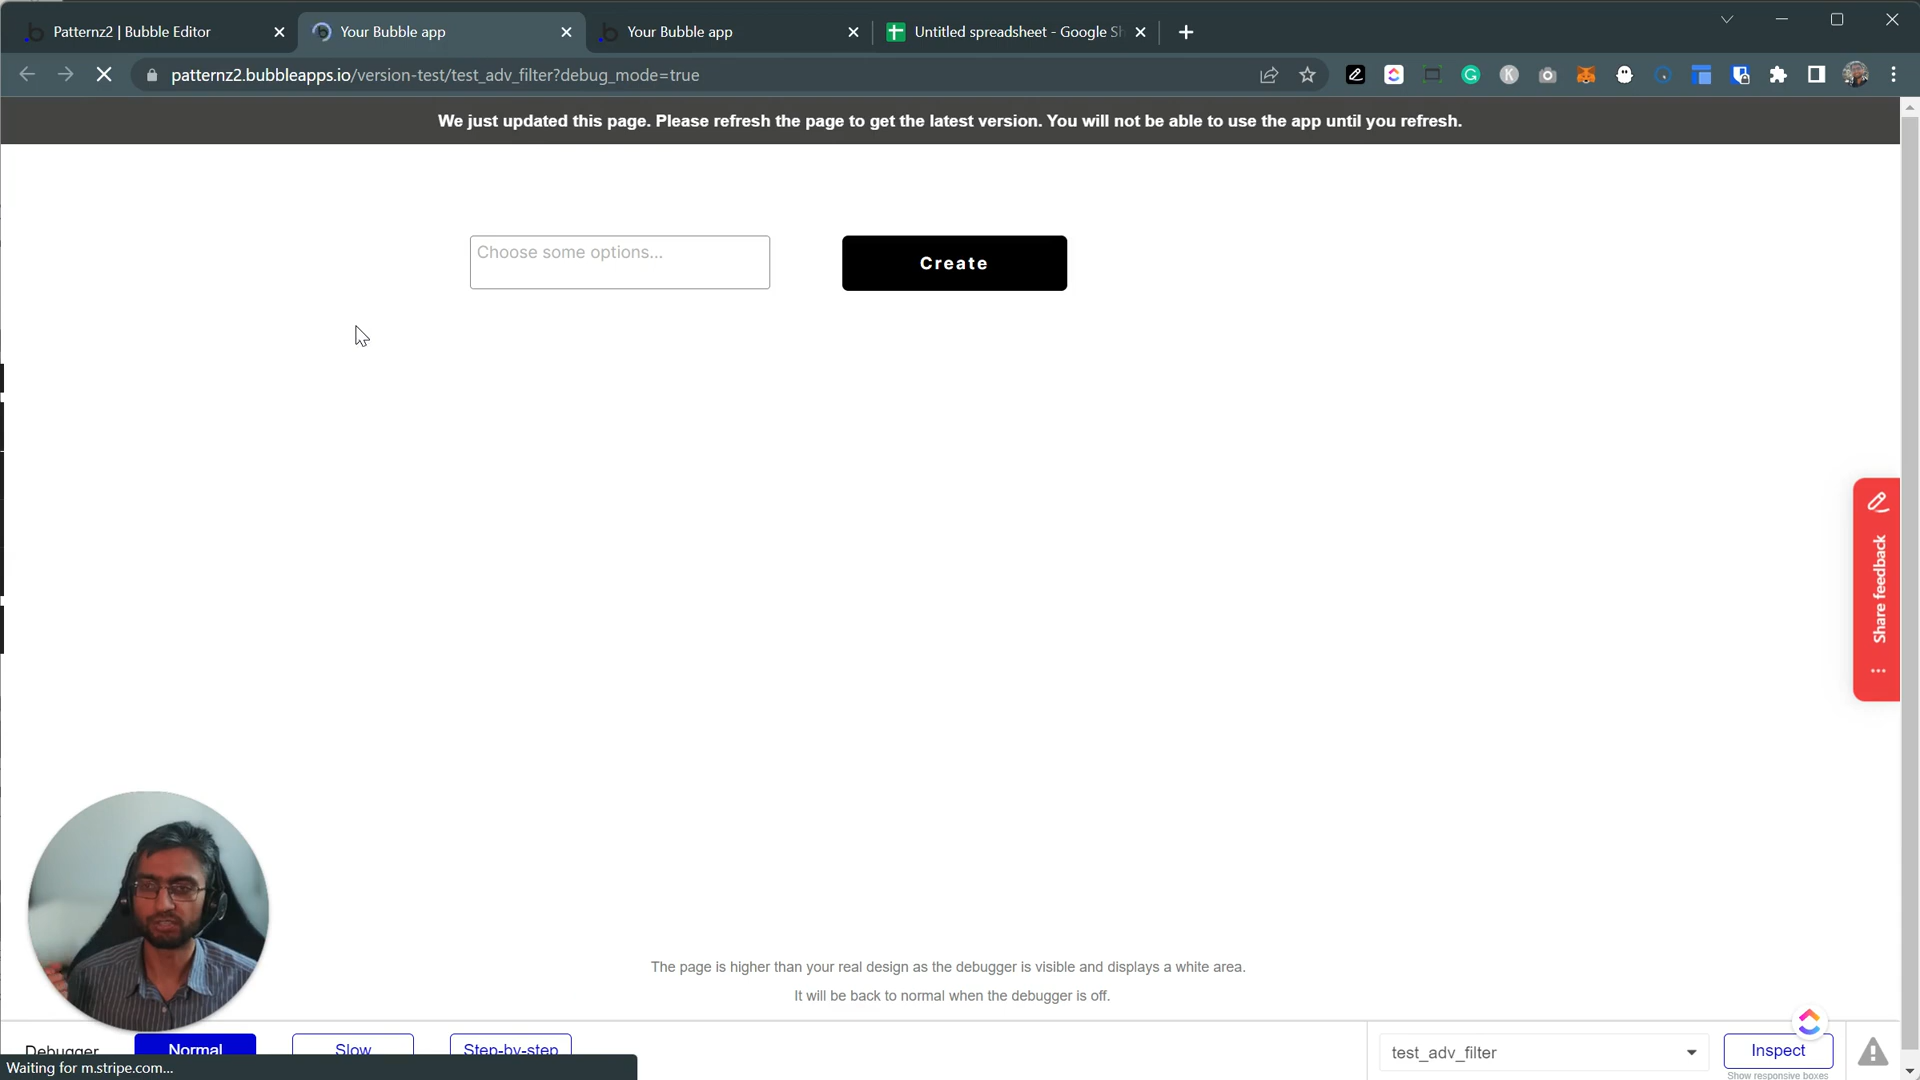 Patternz2 | Bubble Editor
Your Bubble app
Your Bubble app
Untitled spreadsheet - Google Sh
patternz2.bubbleapps.io/version-test/test_adv_filter?debug_mode=true
We just updated this page. Please refresh the page to get the latest version. You will not be able to use the app until you refresh.
Choose some options...
Create
Share feedback
The page is higher than your real design as the debugger is visible and displays a white area.
It will be back to normal when the debugger is off.
Debugger
Normal
Slow
Step-by-step
test_adv_filter
Inspect
Show responsive boxes
Waiting for m.stripe.com...